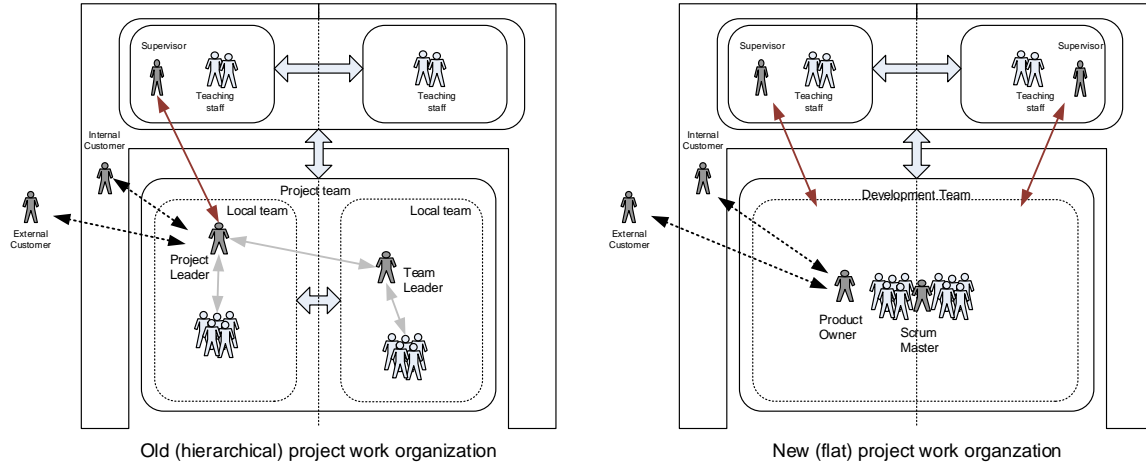 Supervisor
Teaching
staff
Teaching
staff
Internal
Customer
External
Customer
Project team
Local team
Local team
Project
Leader
Team
Leader
Old (hierarchical) project work organization
Supervisor
Supervisor
Teaching
staff
Teaching
staff
Internal
Customer
External
Customer
Development Team
Product
Owner
Scrum
Master
New (flat) project work organzation